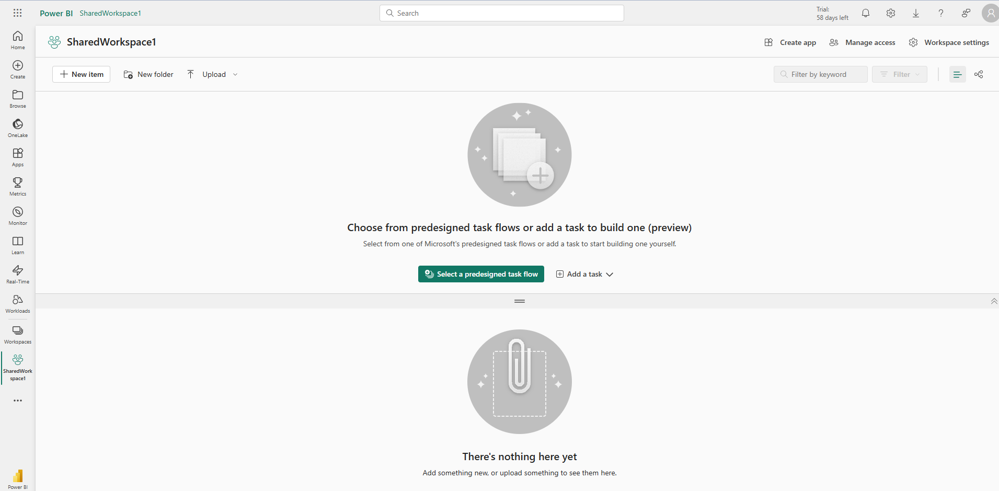 Power BI SharedWorkspace1
Search
Trial:
58 days left
?
Home
Create
Browse
OneLake
Apps
Metrics
Monitor
Learn
Real-Time
Workloads
Workspaces
SharedWork
space1
Power BI
SharedWorkspace1
Create app
Manage access
Workspace settings
New item
New folder
Upload
Filter by keyword
Filter
Choose from predesigned task flows or add a task to build one (preview)
Select from one of Microsoft's predesigned task flows or add a task to start building one yourself.
Select a predesigned task flow
Add a task
There's nothing here yet
Add something new, or upload something to see them here.